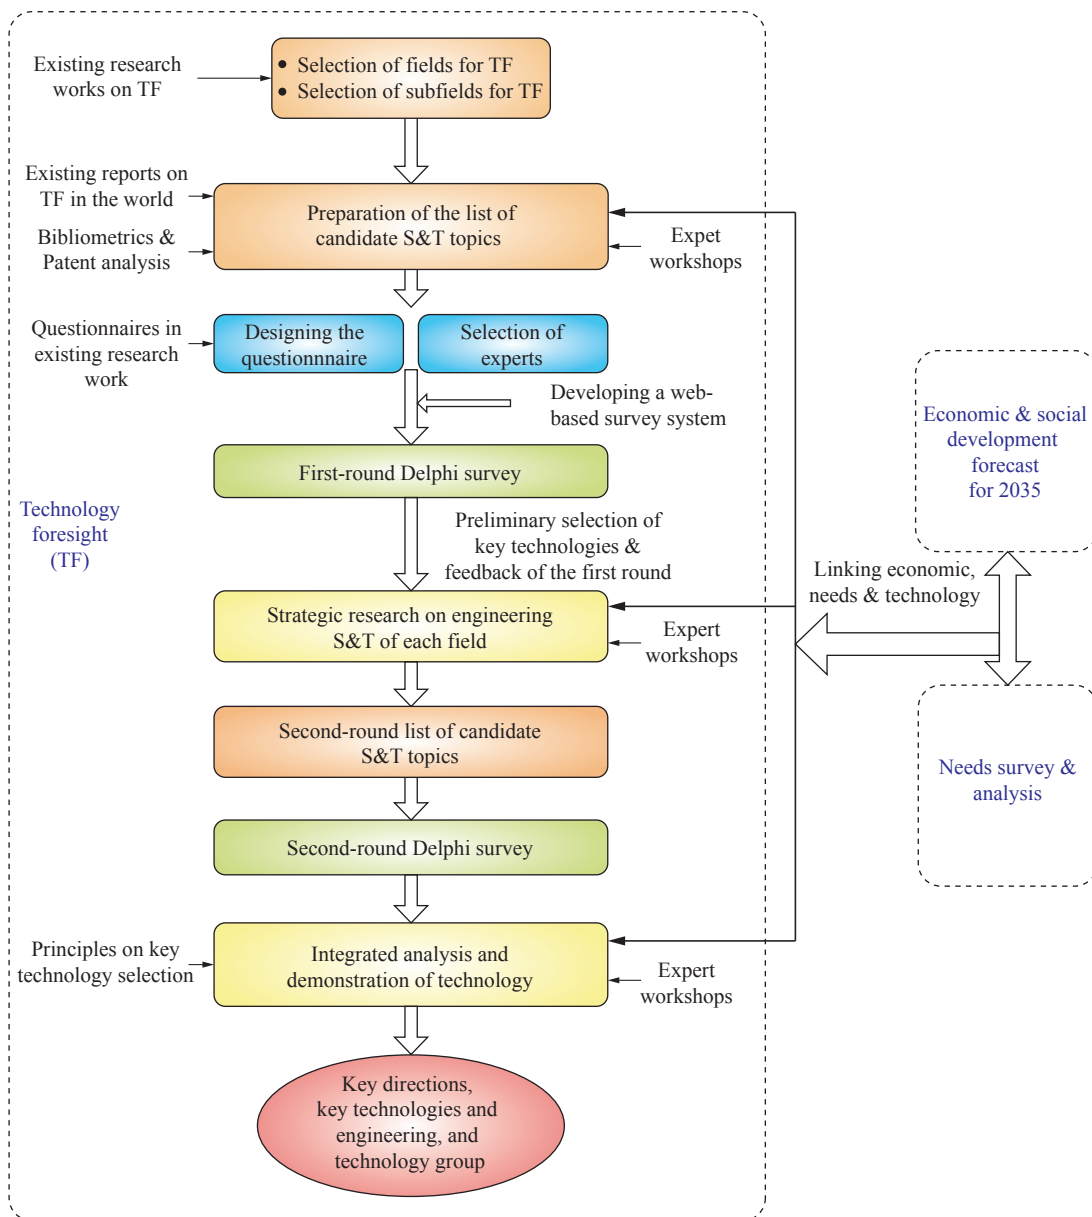 Existing research
works on TF
• Selection of fields for TF
• Selection of subfields for TF
Existing reports on
TF in the world
Bibliometrics &
Patent analysis
Preparation of the list of
candidate S&T topics
Expet
workshops
Questionnaires in
existing research
work
Designing the
questionnnaire
Selection of
experts
Developing a web-
based survey system
First-round Delphi survey
Technology
foresight
(TF)
Preliminary selection of
key technologies &
feedback of the first round
Strategic research on engineering
S&T of each field
Expert
workshops
Second-round list of candidate
S&T topics
Second-round Delphi survey
Principles on key
technology selection
Integrated analysis and
demonstration of technology
Expert
workshops
Key directions,
key technologies and
engineering, and
technology group
Economic & social
development
forecast
for 2035
Linking economic,
needs & technology
Needs survey &
analysis